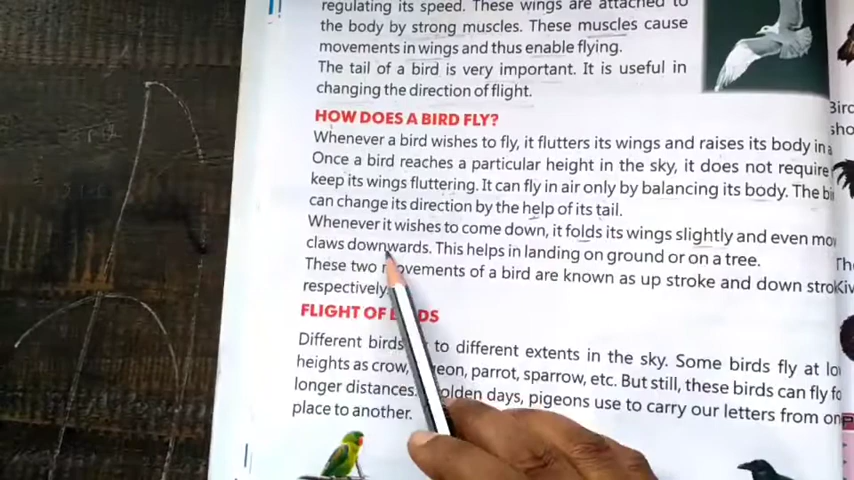 regulating its speed. These wings are attached to
the body by strong muscles. These muscles cause
movements in wings and thus enable flying.
The tail of a bird is very important. It is useful in
changing the direction of flight.
HOW DOES A BIRD FLY?
Whenever a bird wishes to fly, it flutters its wings and raises its body in a
Once a bird reaches a particular height in the sky, it does not require
keep its wings fluttering. It can fly in air only by balancing its body. The bi
can change its direction by the help of its tail.
Whenever it wishes to come down, it folds its wings slightly and even mo
claws downwards. This helps in landing on ground or on a tree.
These two movements of a bird are known as up stroke and down strok
respectively
FLIGHT OF
Different birds to different extents in the sky. Some birds fly at lo
heights as crow, parrot, sparrow, etc. But still, these birds can fly fo
longer distances. olden days, pigeons use to carry our letters from on
place to another.
Bird
sho
The
Kiv